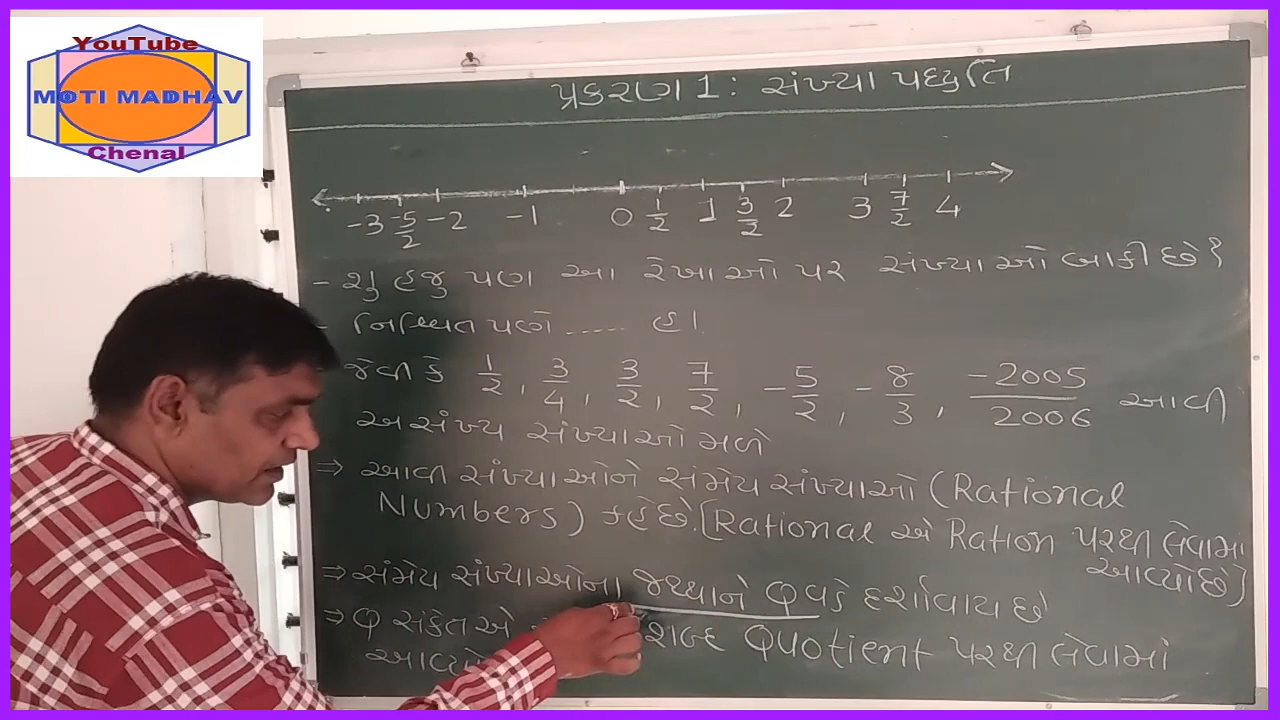 YouTube
MOTI MADHAV
Chenal
પ્રકરણ 1 : સંખ્યા પદ્ધતિ
-3 -5/2 -2 -1 0 1/2 1 3/2 2 3 7/2 4
- શુ હજુ પણ આ રેખાઓ પર સંખ્યાઓ બાકી છે?
- નિશ્ચિતપણે ...... હા.
જેવી કે 1/2, 3/4, 3/2, 7/2, -5/2, -8/3, -2005/2006 આવી
અસંખ્ય સંખ્યાઓ મળે
⇒ આવી સંખ્યાઓને સંમેય સંખ્યાઓ (Rational
Numbers) કહે છે. [Rational એ Ration પરથી લેવામા
આવ્યો છે]
⇒ સંમેય સંખ્યાઓના જથ્થાને Q વડે દર્શાવાય છે
⇒ Q સંકેત એ શબ્દ Quotient પરથી લેવામાં
આવ્યો